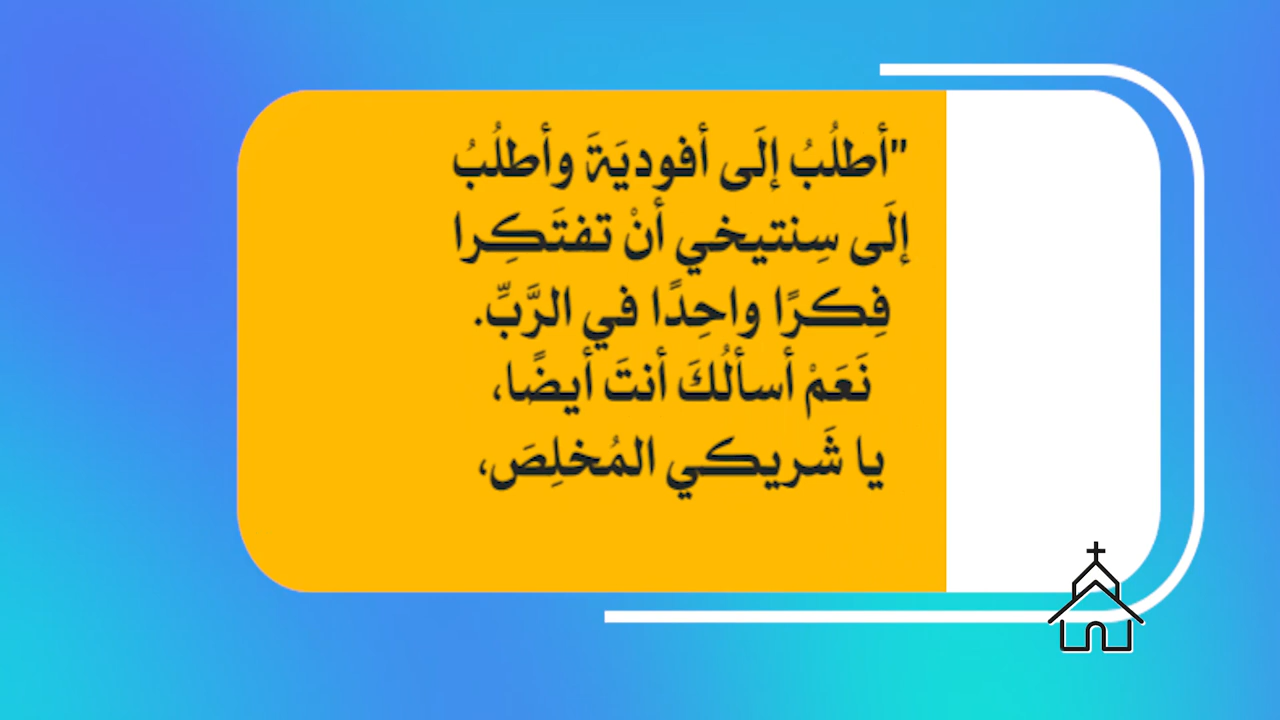 "أطلُبُ إلَى أفوديَةَ وأطلُبُ
إلَى سِنتيخي أنْ تفتَكِرا
فِكرًا واحِدًا في الرَّبِّ.
نَعَمْ أسألُكَ أنتَ أيضًا،
يا شَريكي المُخلِصَ،